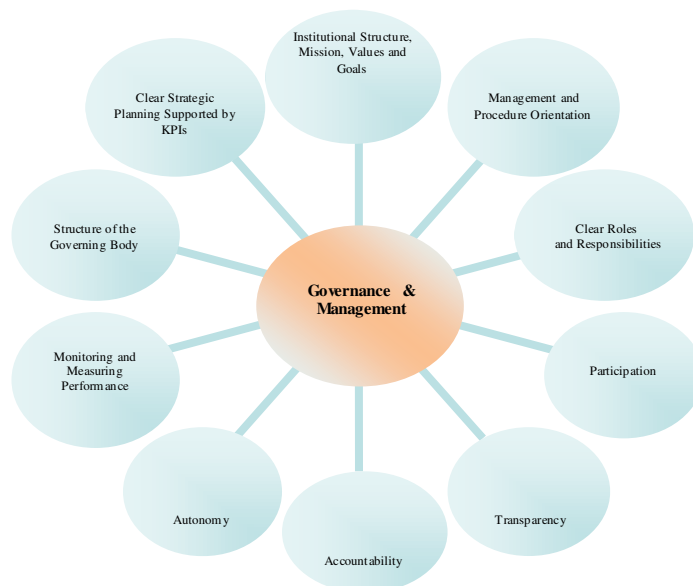 Institutional Structure,
Mission, Values and
Goals
Management and
Procedure Orientation
Clear Roles
and Responsibilities
Participation
Transparency
Accountability
Autonomy
Monitoring and
Measuring
Performance
Structure of the
Governing Body
Clear Strategic
Planning Supported by
KPIs
Governance &
Management